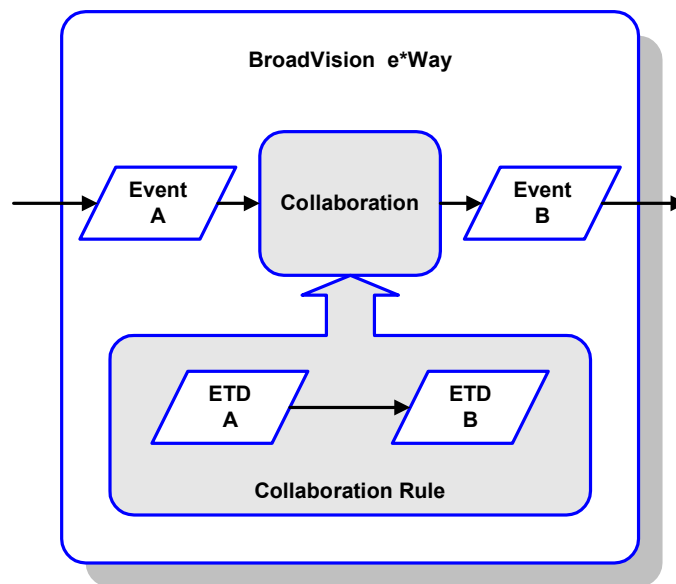 BroadVision e*Way
Event
A
Collaboration
Event
B
ETD
A
ETD
B
Collaboration Rule